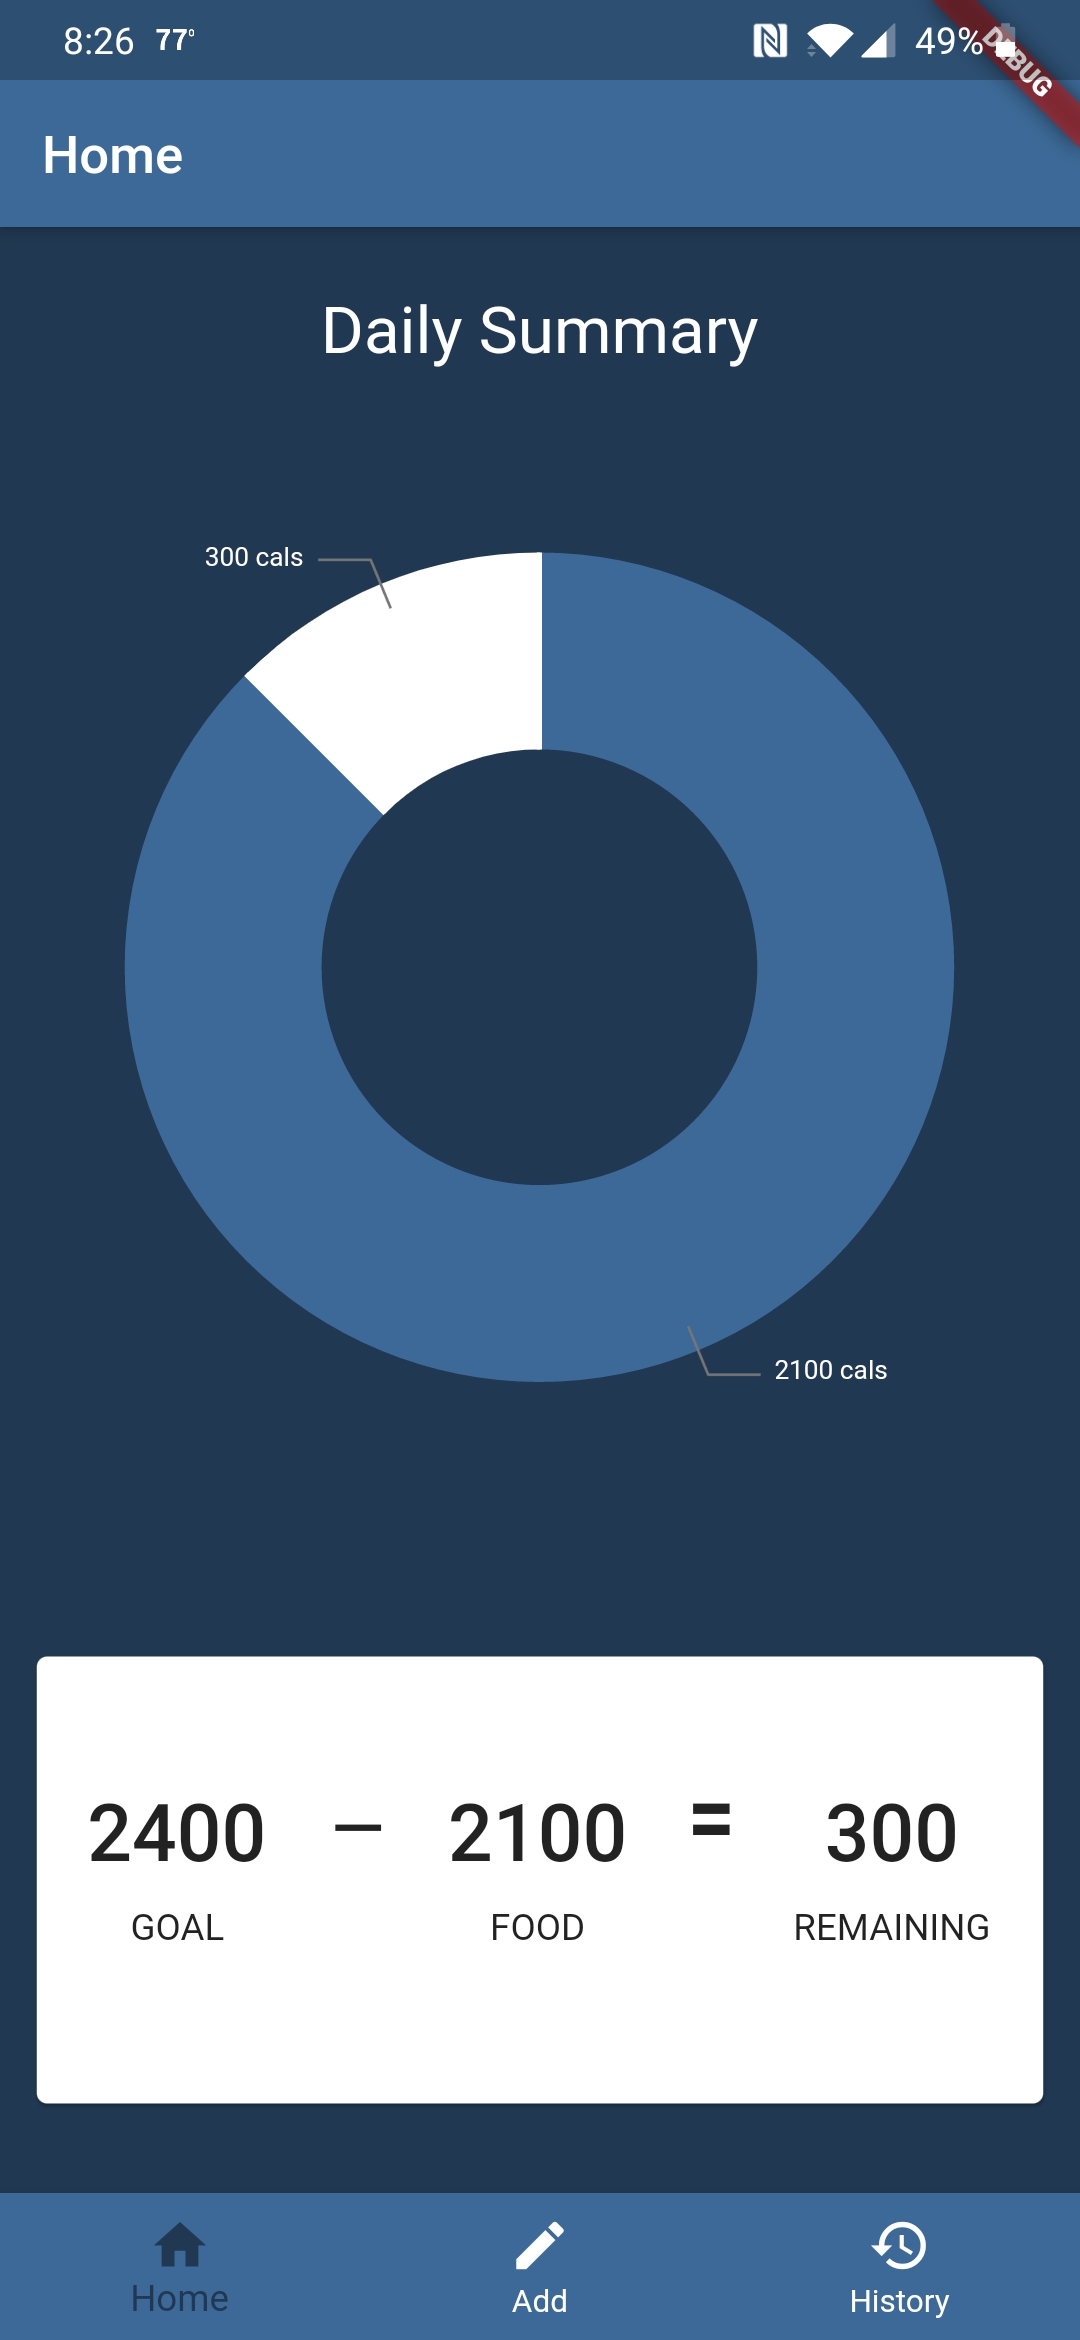 8:26 77° 49%
DEBUG
Home
Daily Summary
300 cals
2100 cals
2400 – 2100 = 300
GOAL FOOD REMAINING
Home Add History